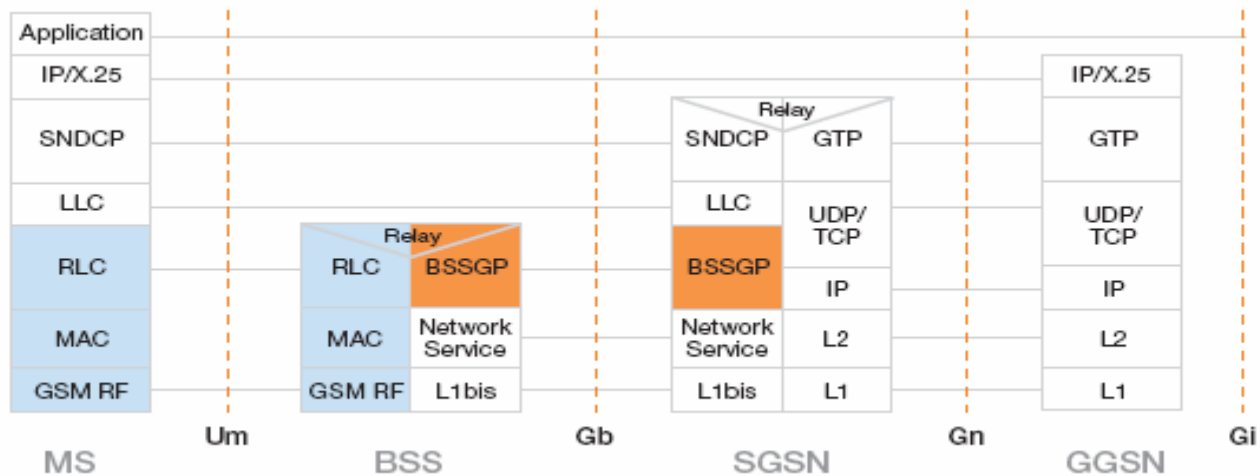 Application
IP/X.25
SNDCP
LLC
RLC
MAC
GSM RF
Um
MS
Relay
RLC
BSSGP
MAC
Network
Service
GSM RF
L1bis
BSS
Gb
Relay
SNDCP
GTP
LLC
UDP/
TCP
BSSGP
IP
Network
Service
L2
L1bis
L1
SGSN
Gn
IP/X.25
GTP
UDP/
TCP
IP
L2
L1
GGSN
Gi